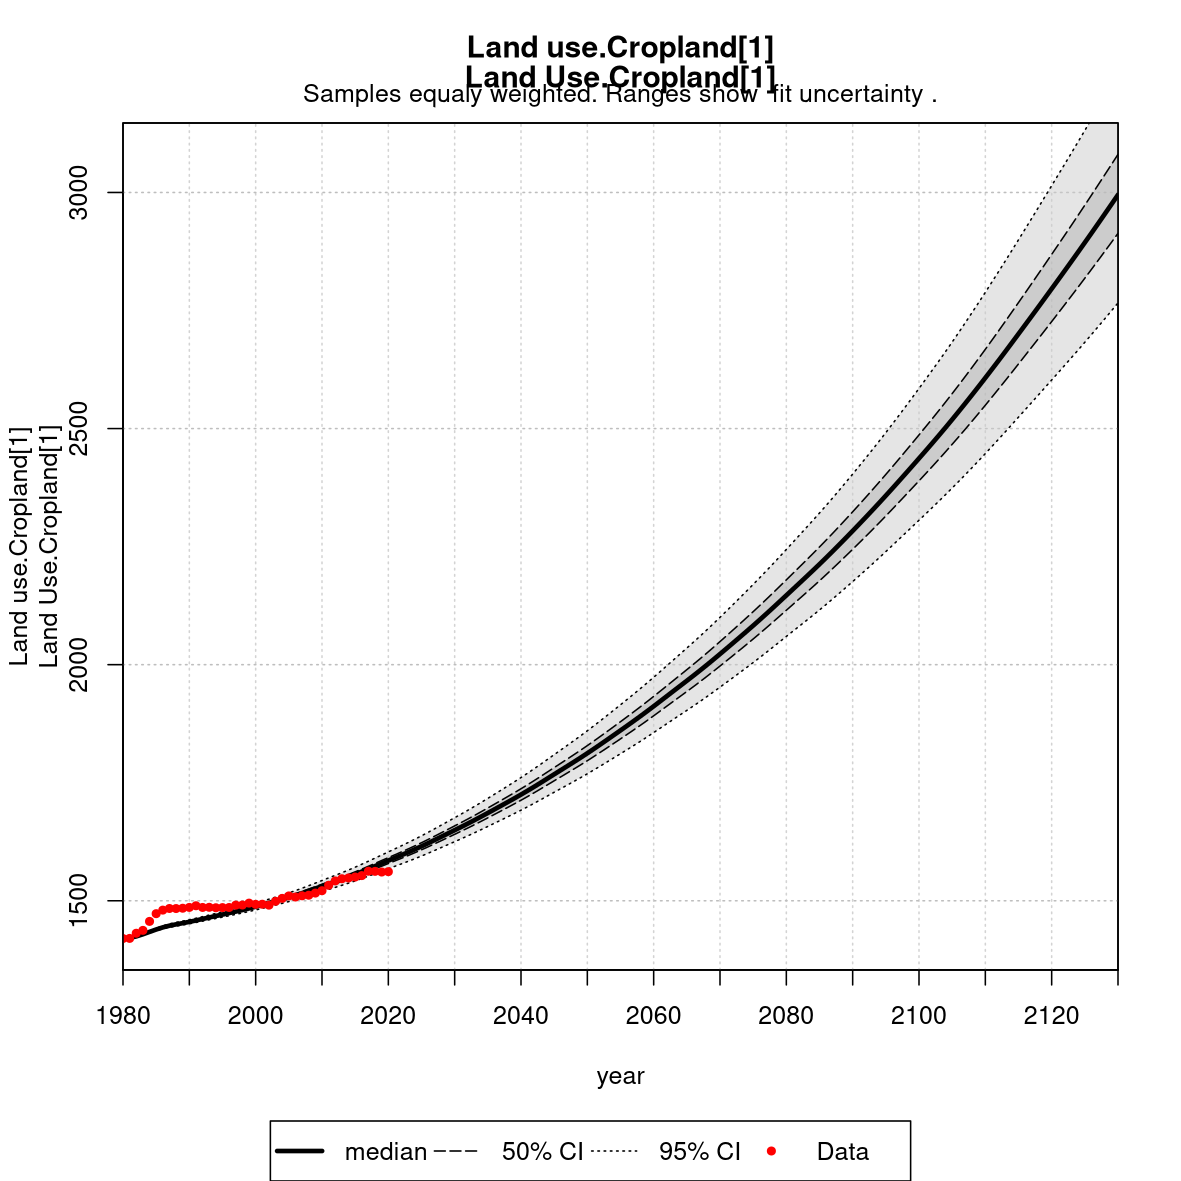 Land use.Cropland[1]
Land Use.Cropland[1]
Samples equaly weighted. Ranges show  fit uncertainty .
Land use.Cropland[1]
Land Use.Cropland[1]
3000
2500
2000
1500
1980 2000 2020 2040 2060 2080 2100 2120
year
median 50% CI 95% CI Data